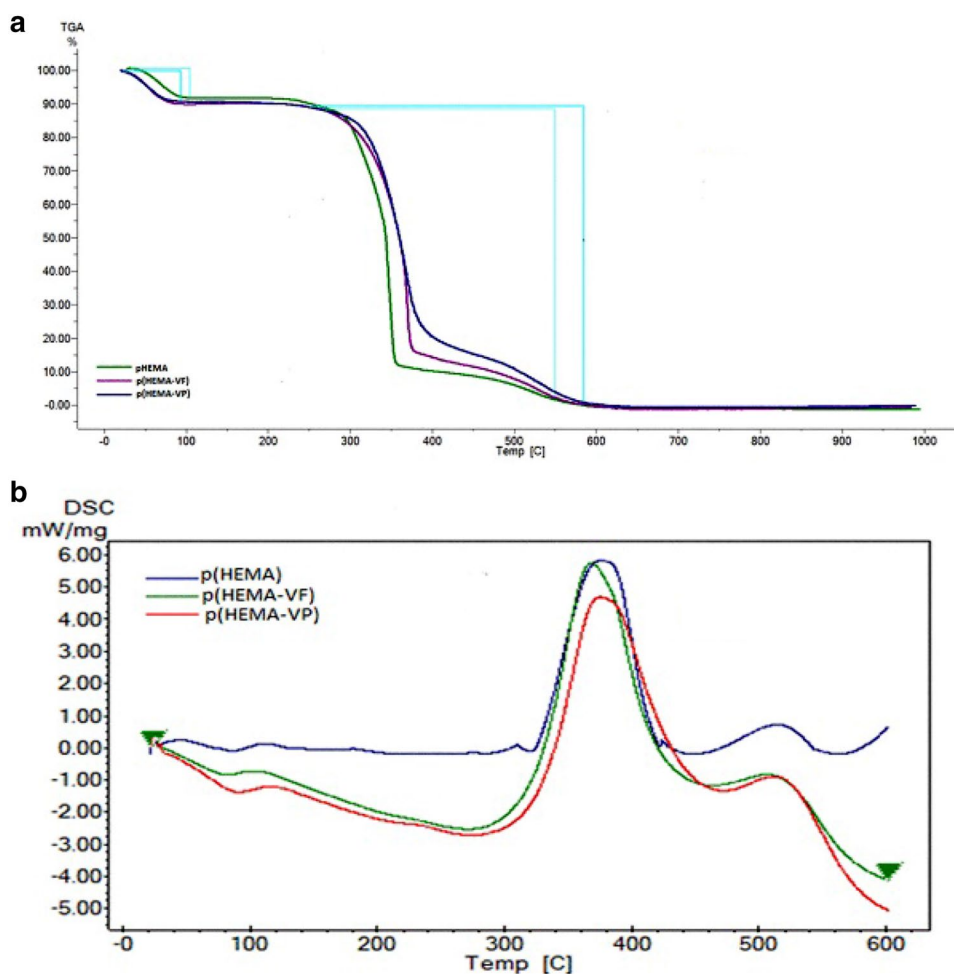 a
TGA
%
100.00
90.00
80.00
70.00
60.00
50.00
40.00
30.00
20.00
10.00
-0.00
pHEMA
p(HEMA-VF)
p(HEMA-VP)
-0 100 200 300 400 500 600 700 800 900 1000
Temp [C]
b
DSC
mW/mg
6.00
5.00
4.00
3.00
2.00
1.00
0.00
-1.00
-2.00
-3.00
-4.00
-5.00
p(HEMA)
p(HEMA-VF)
p(HEMA-VP)
-0 100 200 300 400 500 600
Temp [C]